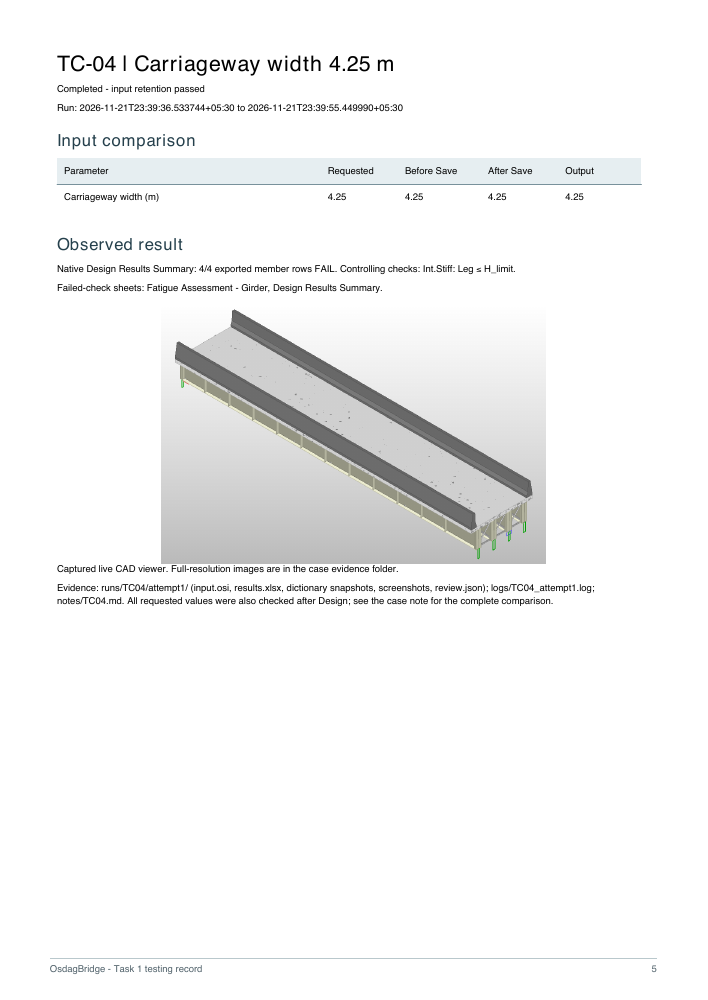 TC-04 | Carriageway width 4.25 m
Completed - input retention passed
Run: 2026-11-21T23:39:36.533744+05:30 to 2026-11-21T23:39:55.449990+05:30
Input comparison
Parameter Requested Before Save After Save Output
Carriageway width (m) 4.25 4.25 4.25 4.25
Observed result
Native Design Results Summary: 4/4 exported member rows FAIL. Controlling checks: Int.Stiff: Leg ≤ H_limit.
Failed-check sheets: Fatigue Assessment - Girder, Design Results Summary.
Captured live CAD viewer. Full-resolution images are in the case evidence folder.
Evidence: runs/TC04/attempt1/ (input.osi, results.xlsx, dictionary snapshots, screenshots, review.json); logs/TC04_attempt1.log;
notes/TC04.md. All requested values were also checked after Design; see the case note for the complete comparison.
OsdagBridge - Task 1 testing record 5